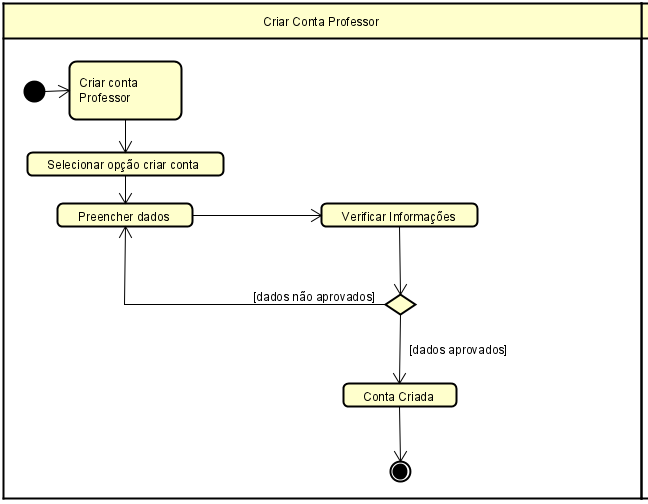 Criar Conta Professor
Criar conta
Professor
Selecionar opção criar conta
Preencher dados
Verificar Informações
[dados não aprovados]
[dados aprovados]
Conta Criada